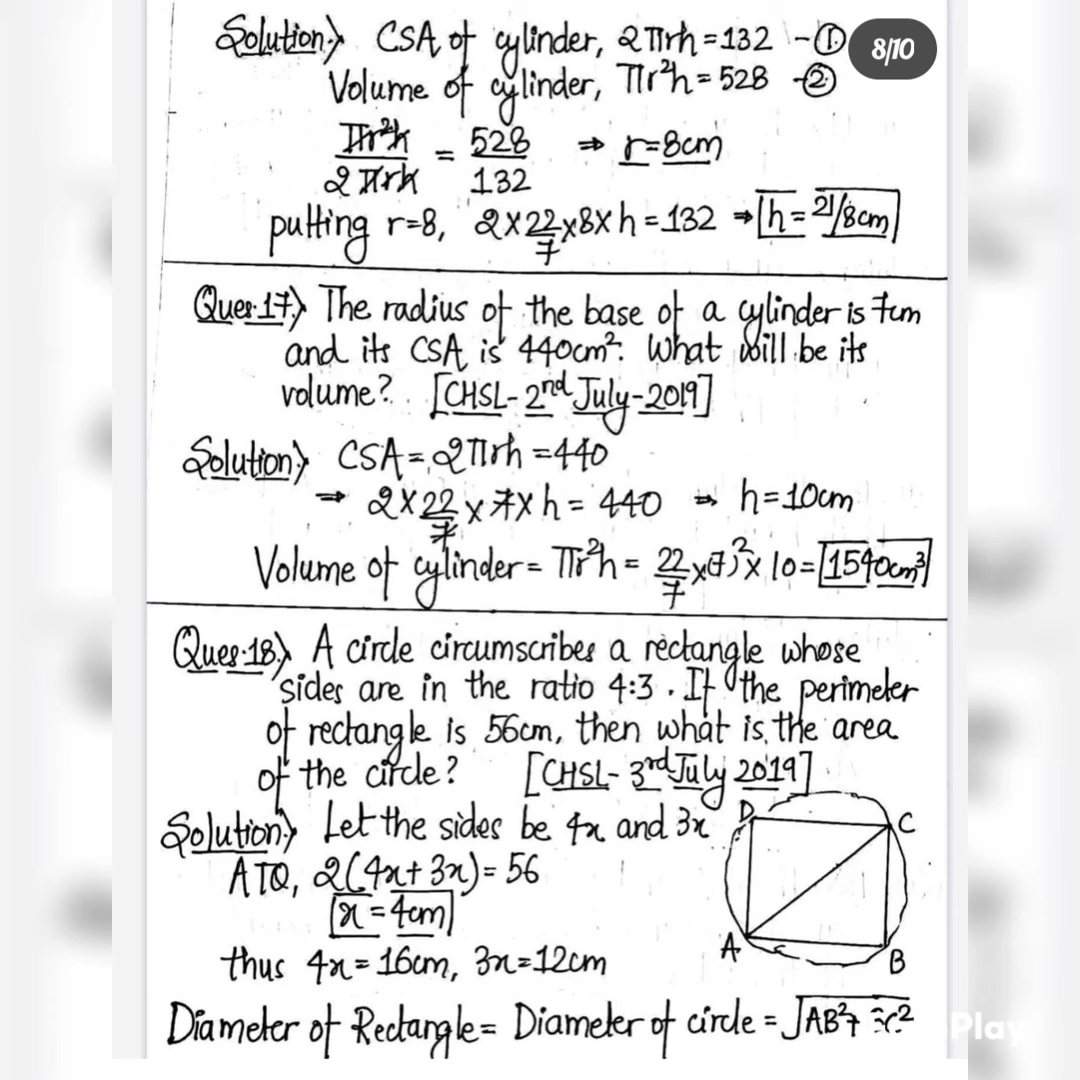 Solution:> CSA of cylinder, 2πrh = 132 - ①
8/10
Volume of cylinder, πr²h = 528 - ②
πr²h / 2πrh = 528 / 132 ⇒ r = 8cm
putting r=8, 2 × 22/7 × 8 × h = 132 ⇒ h = 21/8cm
Ques.17:> The radius of the base of a cylinder is 7cm
and its CSA is 440cm². What will be its
volume? [CHSL- 2nd July-2019]
Solution:> CSA = 2πrh = 440
⇒ 2 × 22/7 × 7 × h = 440 ⇒ h = 10cm
Volume of cylinder = πr²h = 22/7 × (7)² × 10 = 1540cm³
Ques.18:> A circle circumscribes a rectangle whose
sides are in the ratio 4:3. If the perimeter
of rectangle is 56cm, then what is the area
of the circle? [CHSL- 3rd July 2019]
Solution:> Let the sides be 4x and 3x
D
C
ATQ, 2(4x+3x) = 56
x = 4cm
A
B
thus 4x = 16cm, 3x = 12cm
Diameter of Rectangle = Diameter of circle = √AB²+ C²
Play